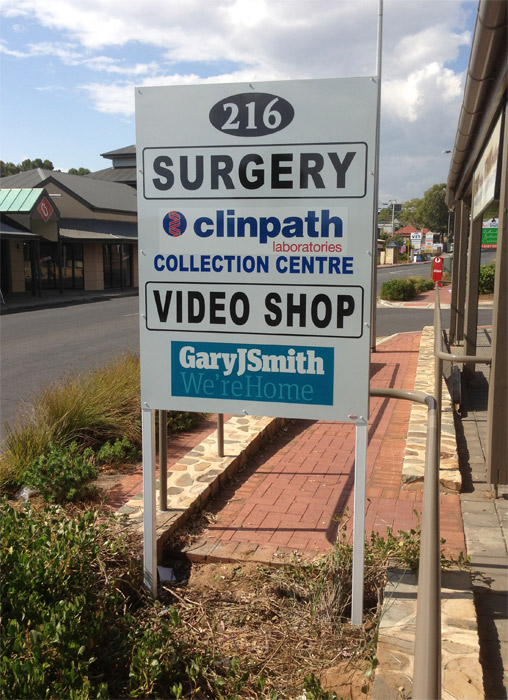 216
SURGERY
clinpath
laboratories
COLLECTION CENTRE
VIDEO SHOP
GaryJSmith
We'reHome